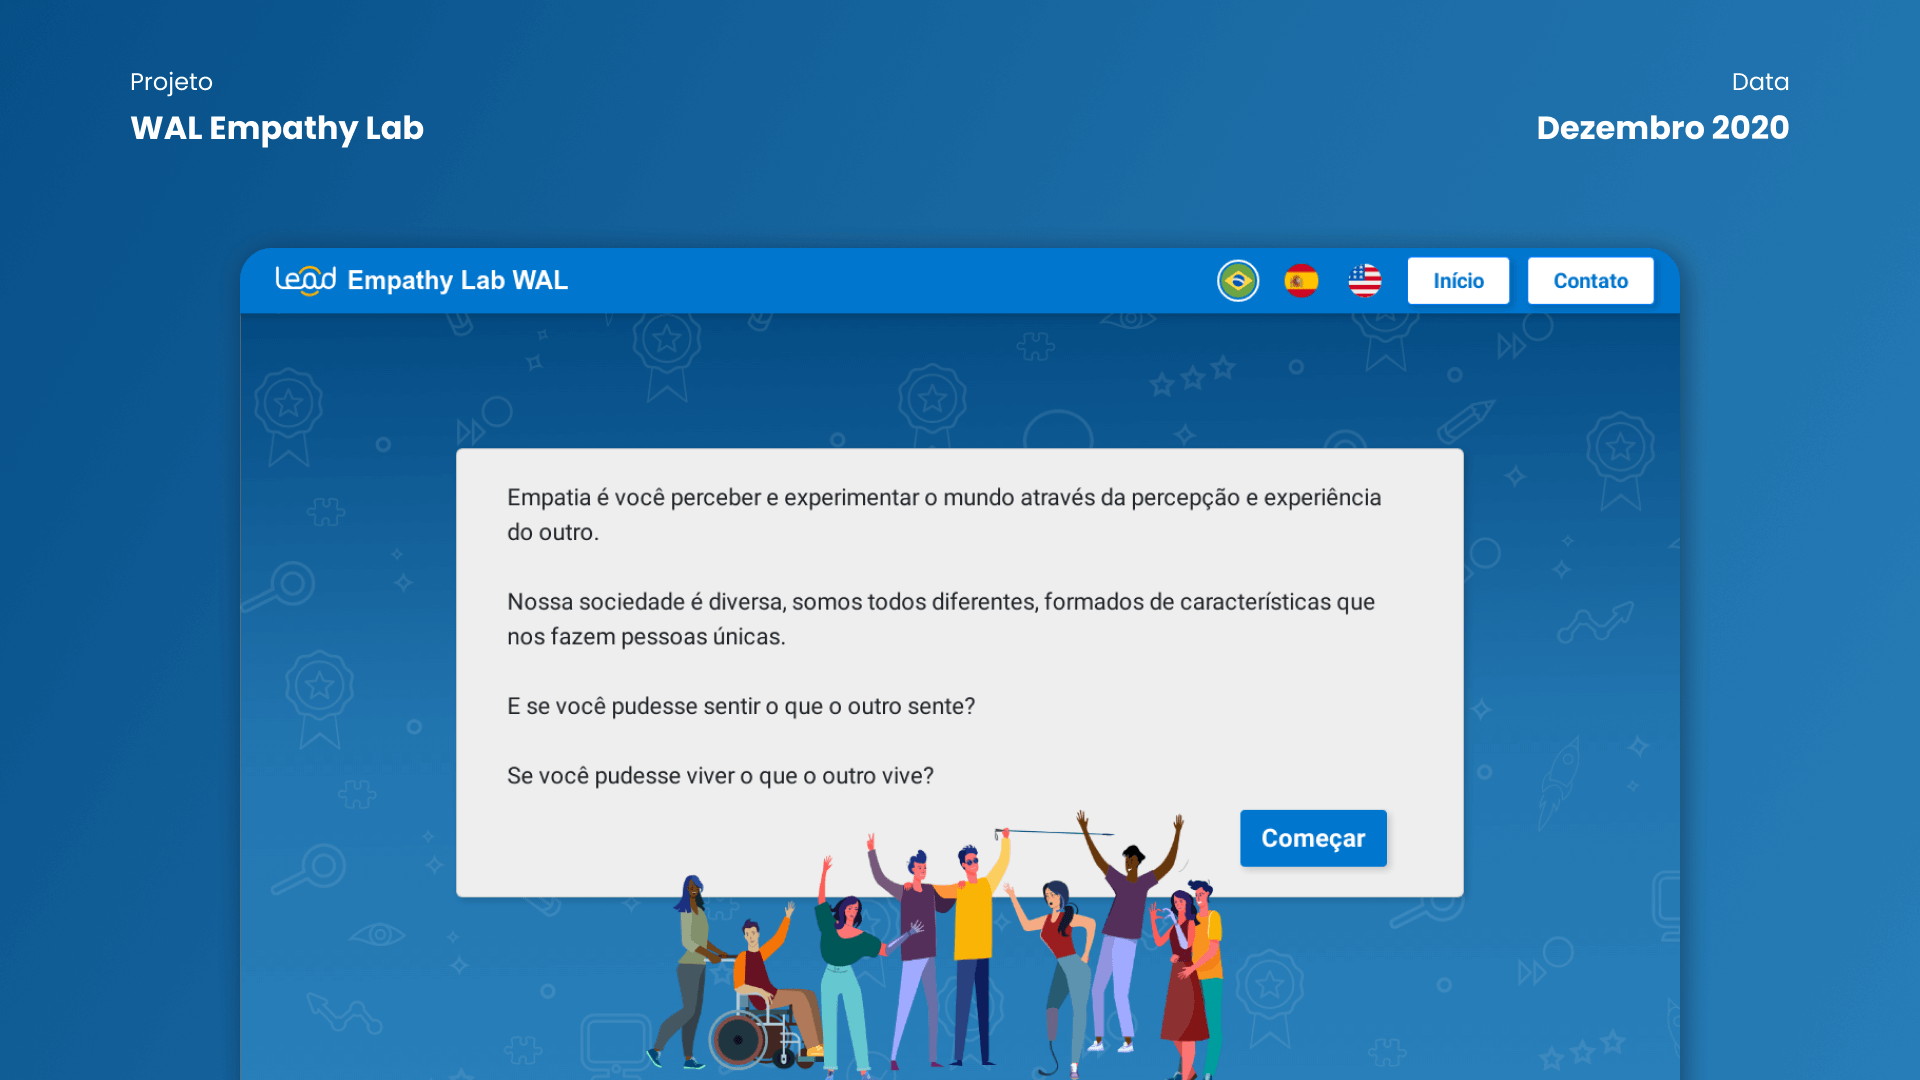 Projeto
Data
WAL Empathy Lab
Dezembro 2020
Lead Empathy Lab WAL
Início
Contato
Empatia é você perceber e experimentar o mundo através da percepção e experiência
do outro.
Nossa sociedade é diversa, somos todos diferentes, formados de características que
nos fazem pessoas únicas.
E se você pudesse sentir o que o outro sente?
Se você pudesse viver o que o outro vive?
Começar